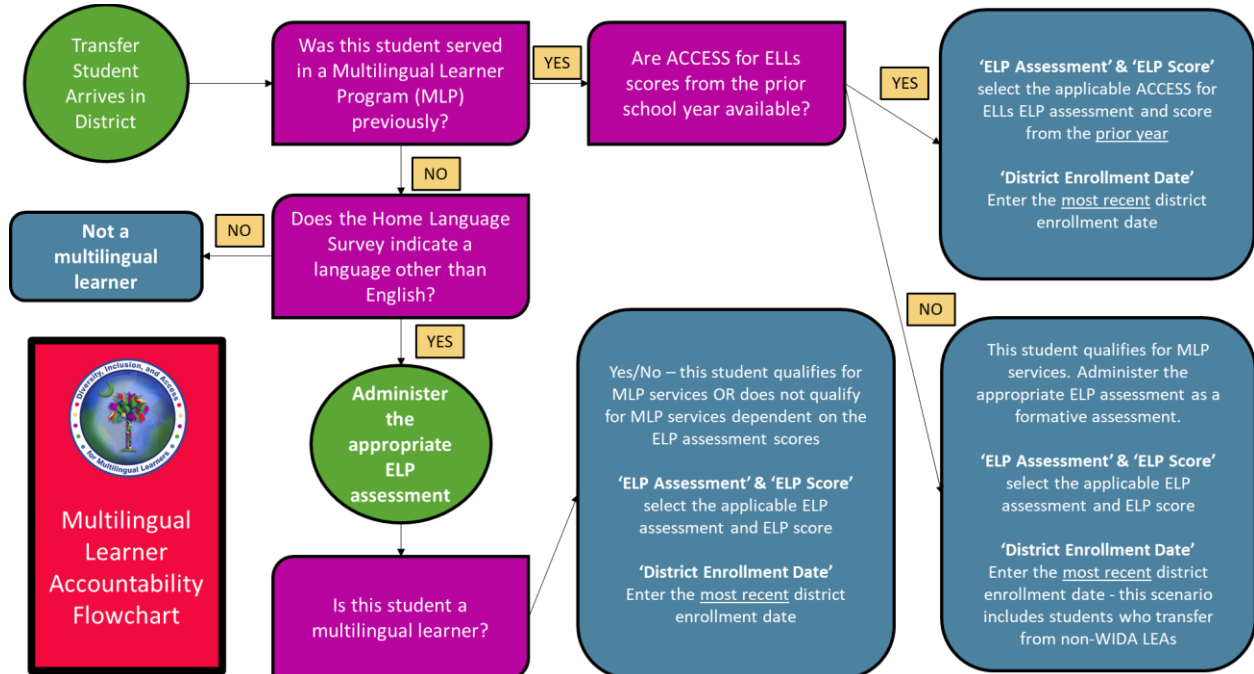 Transfer
Student
Arrives in
District
Was this student served
in a Multilingual Learner
Program (MLP)
previously?
YES
Are ACCESS for ELLs
scores from the prior
school year available?
YES
'ELP Assessment' & 'ELP Score'
select the applicable ACCESS for
ELLs ELP assessment and score
from the prior year
'District Enrollment Date'
Enter the most recent district
enrollment date
NO
Does the Home Language
Survey indicate a
language other than
English?
NO
Not a
multilingual
learner
YES
Administer
the
appropriate
ELP
assessment
Is this student a
multilingual learner?
Yes/No – this student qualifies for
MLP services OR does not qualify
for MLP services dependent on the
ELP assessment scores
'ELP Assessment' & 'ELP Score'
select the applicable ELP
assessment and ELP score
'District Enrollment Date'
Enter the most recent district
enrollment date
NO
This student qualifies for MLP
services. Administer the
appropriate ELP assessment as a
formative assessment.
'ELP Assessment' & 'ELP Score'
select the applicable ELP
assessment and ELP score
'District Enrollment Date'
Enter the most recent district
enrollment date - this scenario
includes students who transfer
from non-WIDA LEAs
Diversity, Inclusion, and Access
for Multilingual Learners
Multilingual
Learner
Accountability
Flowchart